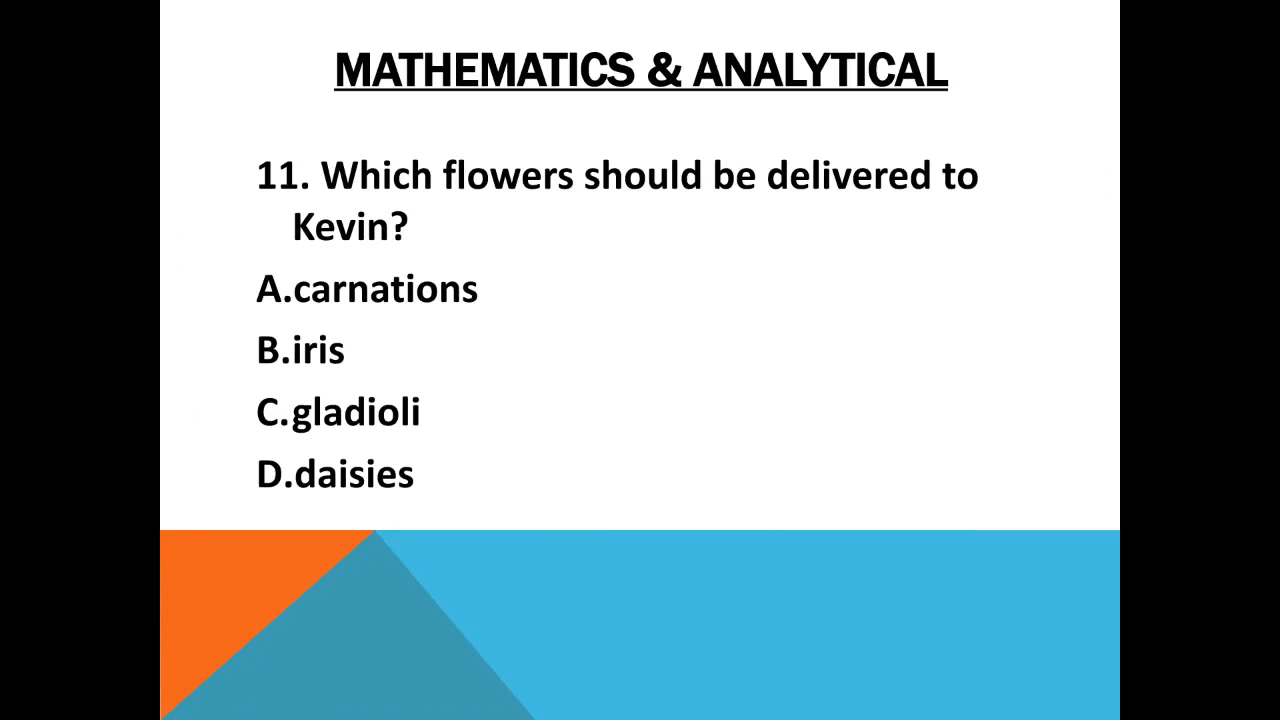 MATHEMATICS & ANALYTICAL
11. Which flowers should be delivered to
Kevin?
A.carnations
B.iris
C.gladioli
D.daisies